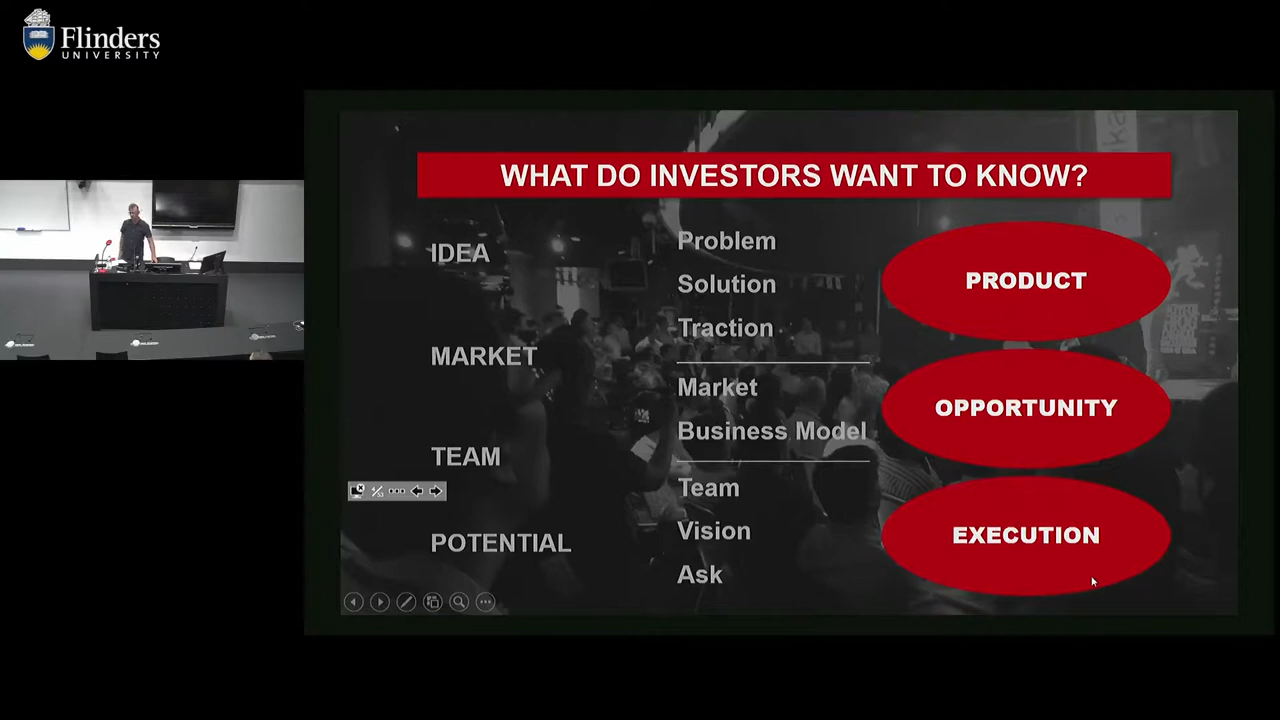 Flinders
UNIVERSITY
WHAT DO INVESTORS WANT TO KNOW?
IDEA
MARKET
TEAM
POTENTIAL
Problem
Solution
Traction
Market
Business Model
Team
Vision
Ask
PRODUCT
OPPORTUNITY
EXECUTION